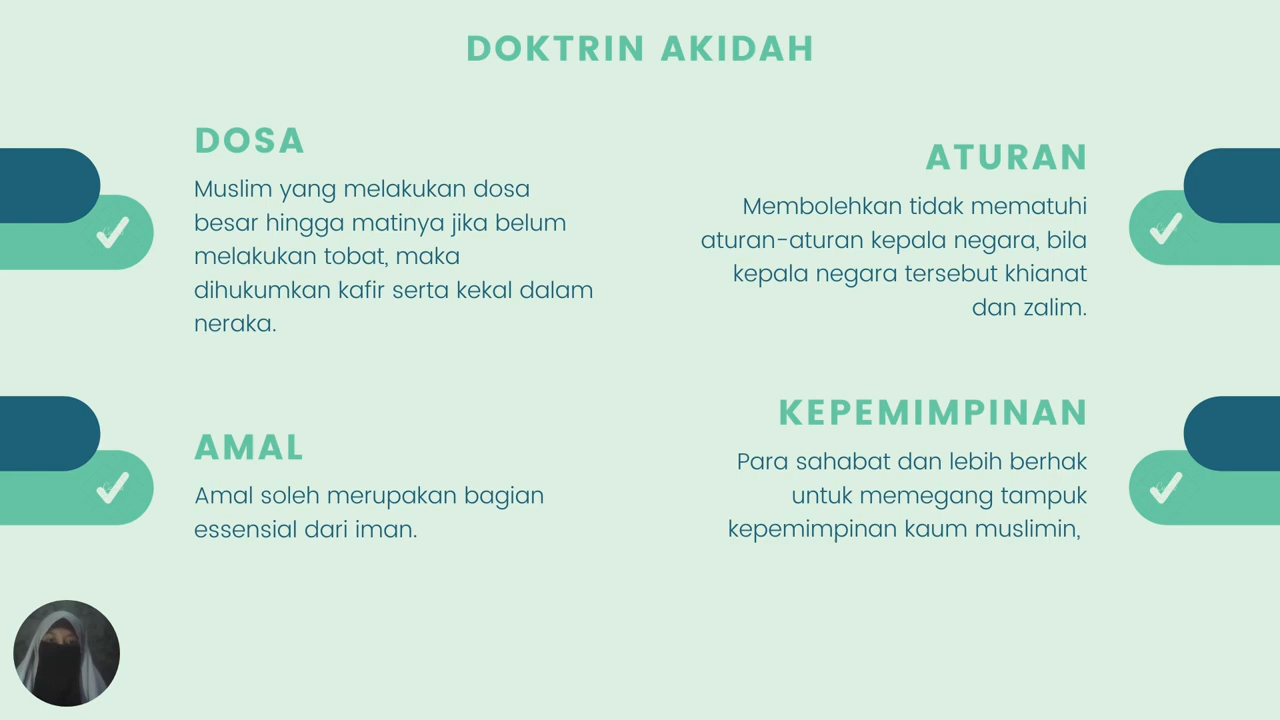 DOKTRIN AKIDAH
DOSA
Muslim yang melakukan dosa
besar hingga matinya jika belum
melakukan tobat, maka
dihukumkan kafir serta kekal dalam
neraka.
AMAL
Amal soleh merupakan bagian
essensial dari iman.
ATURAN
Membolehkan tidak mematuhi
aturan-aturan kepala negara, bila
kepala negara tersebut khianat
dan zalim.
KEPEMIMPINAN
Para sahabat dan lebih berhak
untuk memegang tampuk
kepemimpinan kaum muslimin,